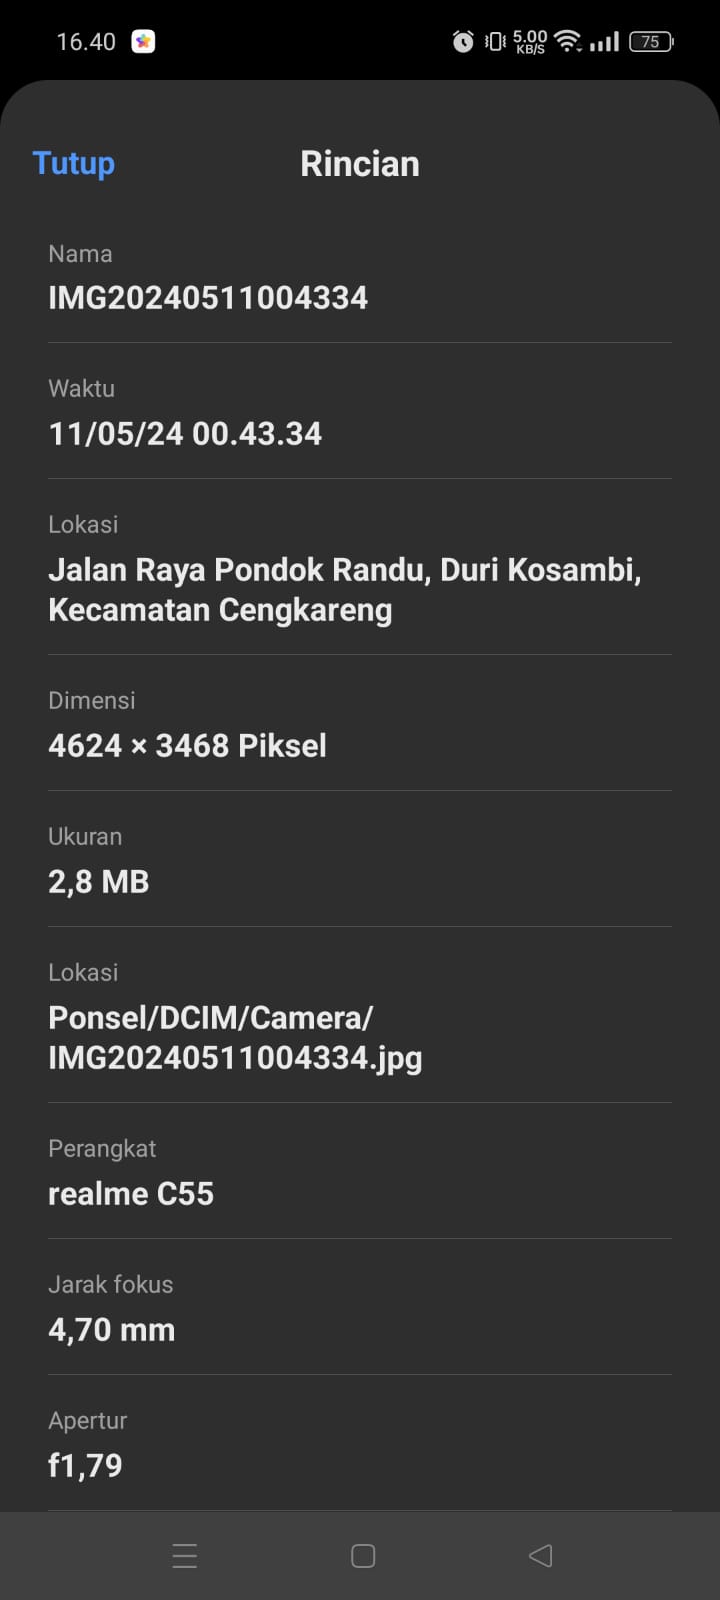 16.40
5.00
KB/S
75
Tutup
Rincian
Nama
IMG20240511004334
Waktu
11/05/24 00.43.34
Lokasi
Jalan Raya Pondok Randu, Duri Kosambi,
Kecamatan Cengkareng
Dimensi
4624 × 3468 Piksel
Ukuran
2,8 MB
Lokasi
Ponsel/DCIM/Camera/
IMG20240511004334.jpg
Perangkat
realme C55
Jarak fokus
4,70 mm
Apertur
f1,79